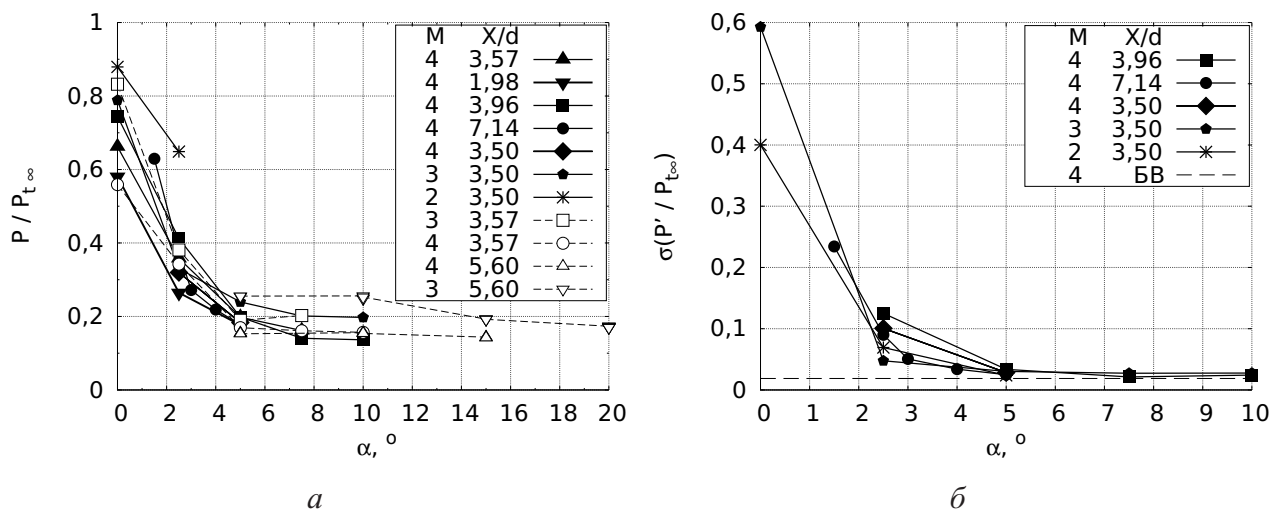 1
0,8
0,6
0,4
0,2
0
0 2 4 6 8 10 12 14 16 18 20
P / P t ∞
α, º
M X/d
4 3,57
4 1,98
4 3,96
4 7,14
4 3,50
3 3,50
2 3,50
3 3,57
4 3,57
4 5,60
3 5,60
а
0,6
0,5
0,4
0,3
0,2
0,1
0
0 1 2 3 4 5 6 7 8 9 10
σ(P' / P t∞)
α, º
M X/d
4 3,96
4 7,14
4 3,50
3 3,50
2 3,50
4 БВ
б